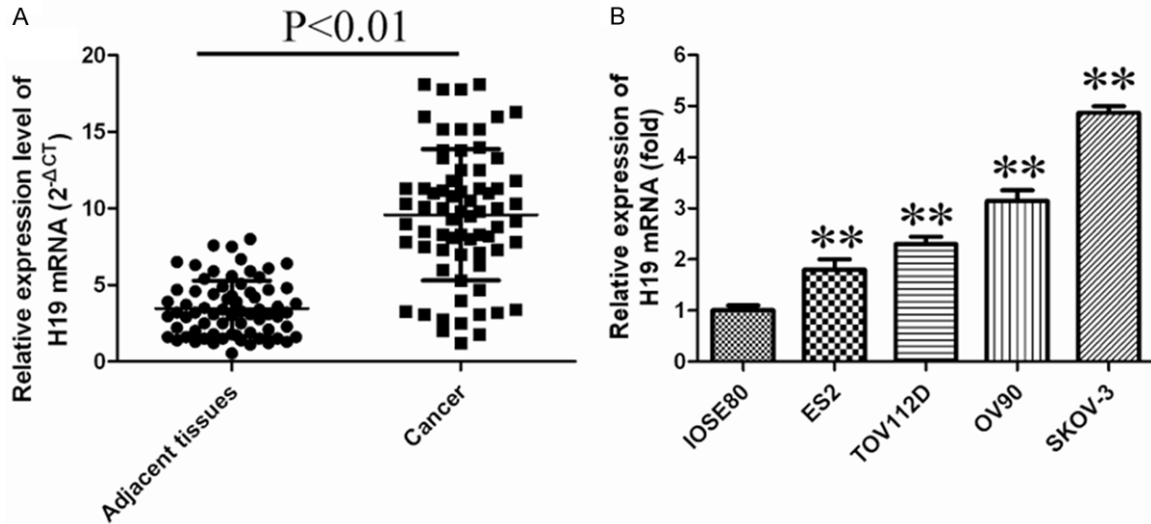 A
P<0.01
Relative expression level of
H19 mRNA (2^-ΔCT)
20
15
10
5
0
Adjacent tissues
Cancer
B
Relative expression of
H19 mRNA (fold)
6
5
4
3
2
1
0
**
**
**
**
IOSE80
ES2
TOV112D
OV90
SKOV-3